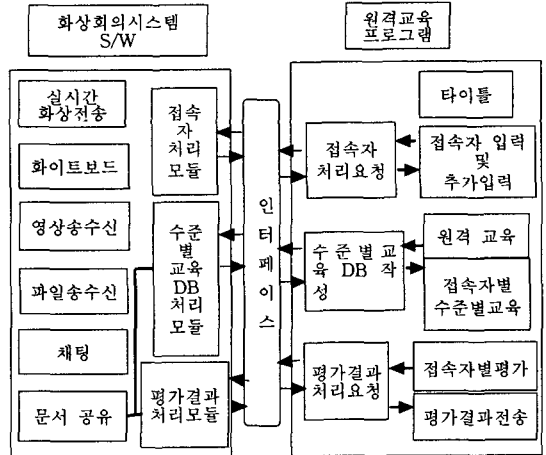 화상회의시스템
S/W
원격교육
프로그램
실시간
화상전송
화이트보드
영상송수신
파일송수신
채팅
문서 공유
접속
자
처리
모듈
수준
별
교육
DB
처리
모듈
평가결과
처리모듈
인
터
페
이
스
타이틀
접속자
처리요청
접속자 입력
및
추가입력
수준별교
육 DB 작
성
원격 교육
접속자별
수준별교육
평가결과
처리요청
접속자별평가
평가결과전송